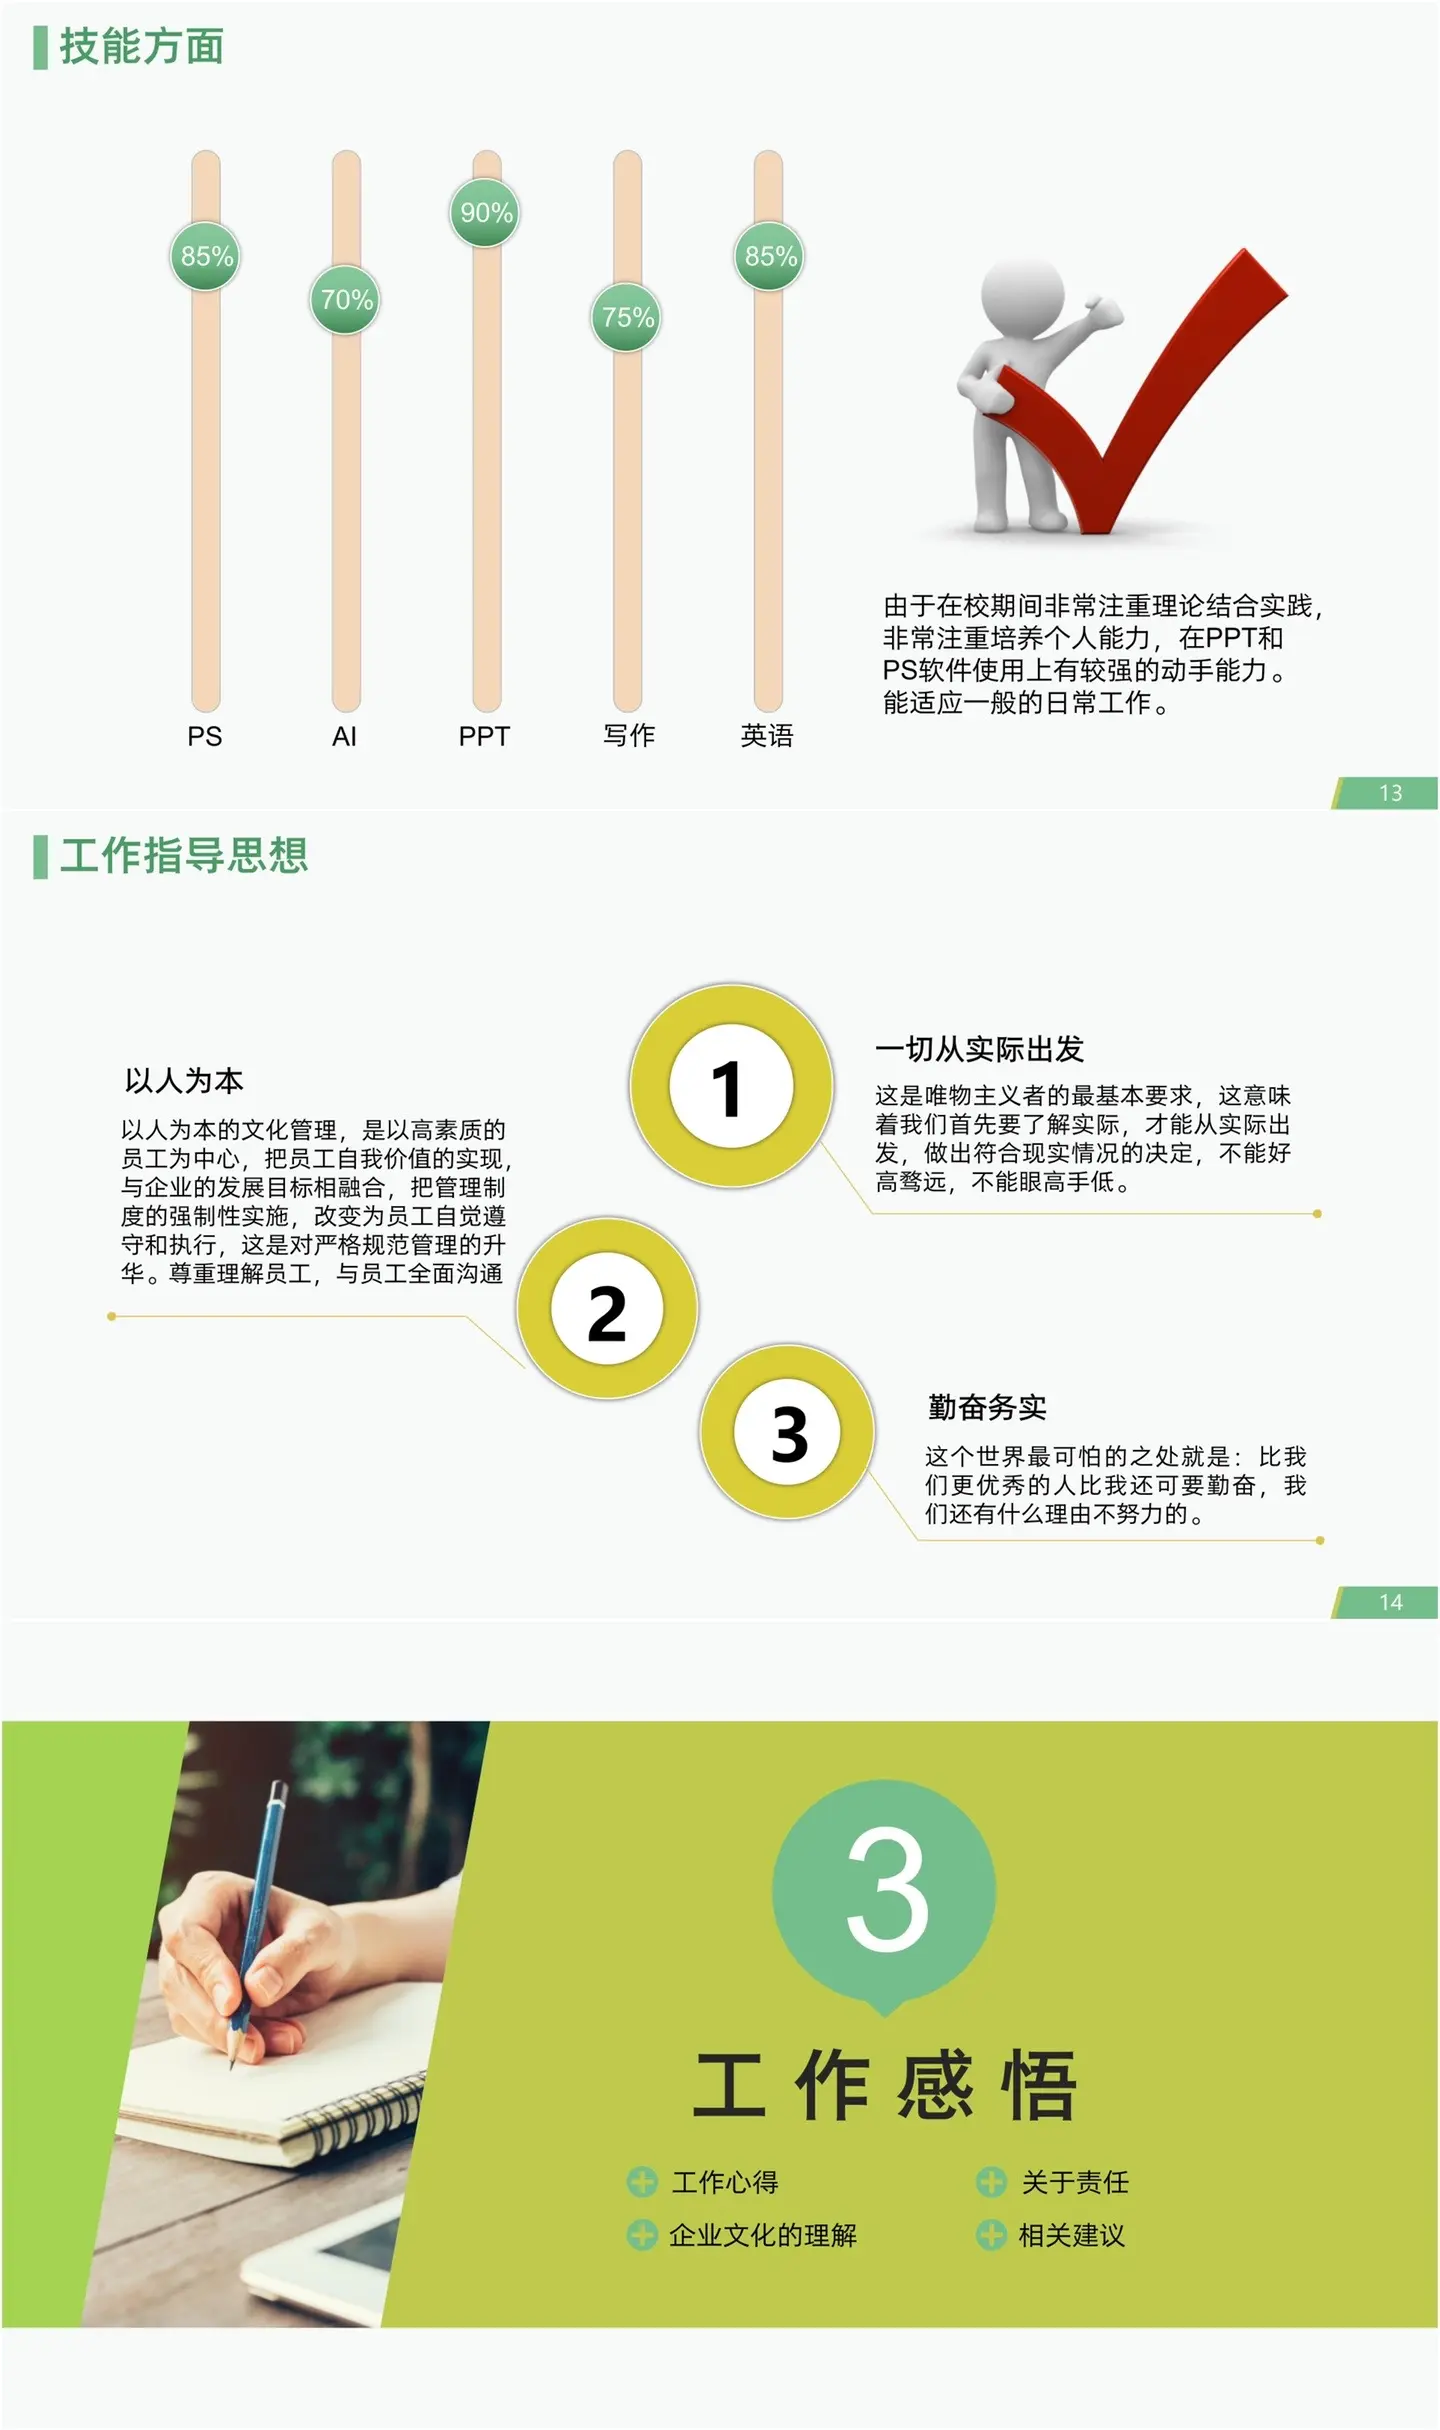 技能方面
85%
70%
90%
75%
85%
PS
AI
PPT
写作
英语
由于在校期间非常注重理论结合实践，
非常注重培养个人能力，在PPT和
PS软件使用上有较强的动手能力。
能适应一般的日常工作。
13
工作指导思想
1
一切从实际出发
这是唯物主义者的最基本要求，这意味
着我们首先要了解实际，才能从实际出
发，做出符合现实情况的决定，不能好
高骛远，不能眼高手低。
以人为本
以人为本的文化管理，是以高素质的
员工为中心，把员工自我价值的实现，
与企业的发展目标相融合，把管理制
度的强制性实施，改变为员工自觉遵
守和执行，这是对严格规范管理的升
华。尊重理解员工，与员工全面沟通
2
3
勤奋务实
这个世界最可怕的之处就是：比我
们更优秀的人比我还可要勤奋，我
们还有什么理由不努力的。
14
3
工作感悟
工作心得
关于责任
企业文化的理解
相关建议